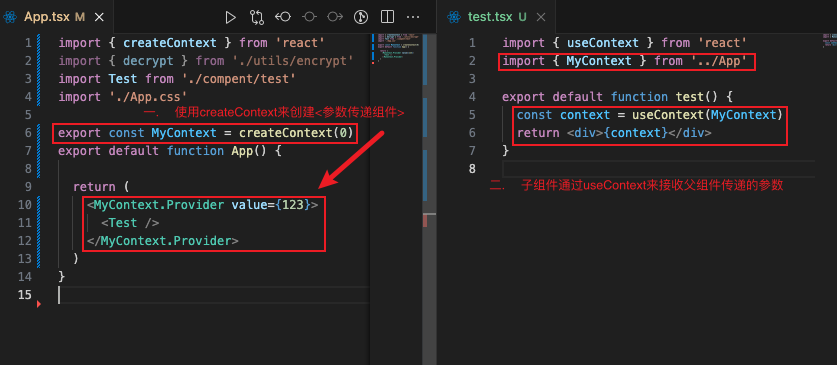 App.tsx M
1 import { createContext } from 'react'
2 import { decrypt } from './utils/encrypt'
3 import Test from './compent/test'
4 import './App.css'
5
一. 使用createContext来创建<参数传递组件>
6 export const MyContext = createContext(0)
7 export default function App() {
8
9 return (
10 <MyContext.Provider value={123}>
11 <Test />
12 </MyContext.Provider>
13 )
14 }
15
test.tsx U
1 import { useContext } from 'react'
2 import { MyContext } from '../App'
3
4 export default function test() {
5 const context = useContext(MyContext)
6 return <div>{context}</div>
7 }
8
二. 子组件通过useContext来接收父组件传递的参数